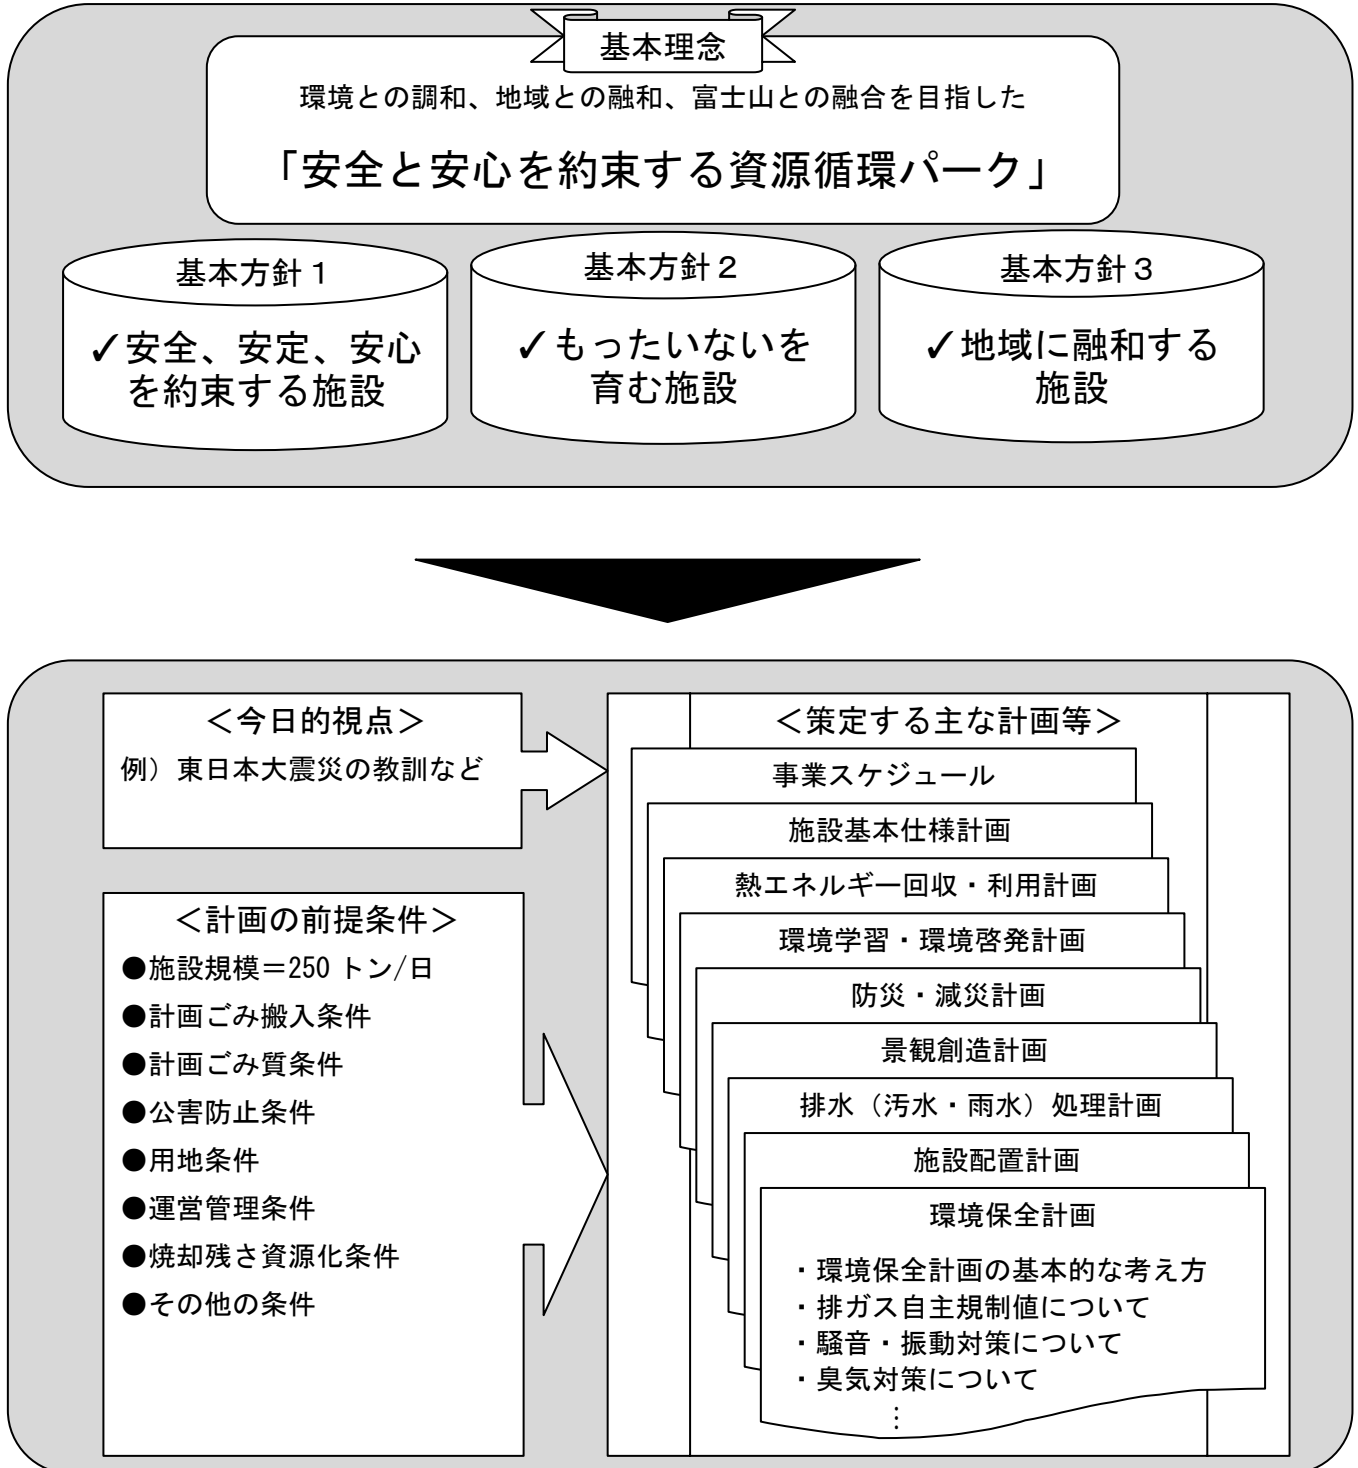 基本理念
環境との調和、地域との融和、富士山との融合を目指した
「安全と安心を約束する資源循環パーク」
基本方針１
✓安全、安定、安心
を約束する施設
基本方針２
✓もったいないを
育む施設
基本方針３
✓地域に融和する
施設
＜今日的視点＞
例）東日本大震災の教訓など
＜計画の前提条件＞
●施設規模＝250 トン/日
●計画ごみ搬入条件
●計画ごみ質条件
●公害防止条件
●用地条件
●運営管理条件
●焼却残さ資源化条件
●その他の条件
＜策定する主な計画等＞
事業スケジュール
施設基本仕様計画
熱エネルギー回収・利用計画
環境学習・環境啓発計画
防災・減災計画
景観創造計画
排水（汚水・雨水）処理計画
施設配置計画
環境保全計画
・環境保全計画の基本的な考え方
・排ガス自主規制値について
・騒音・振動対策について
・臭気対策について
⋮